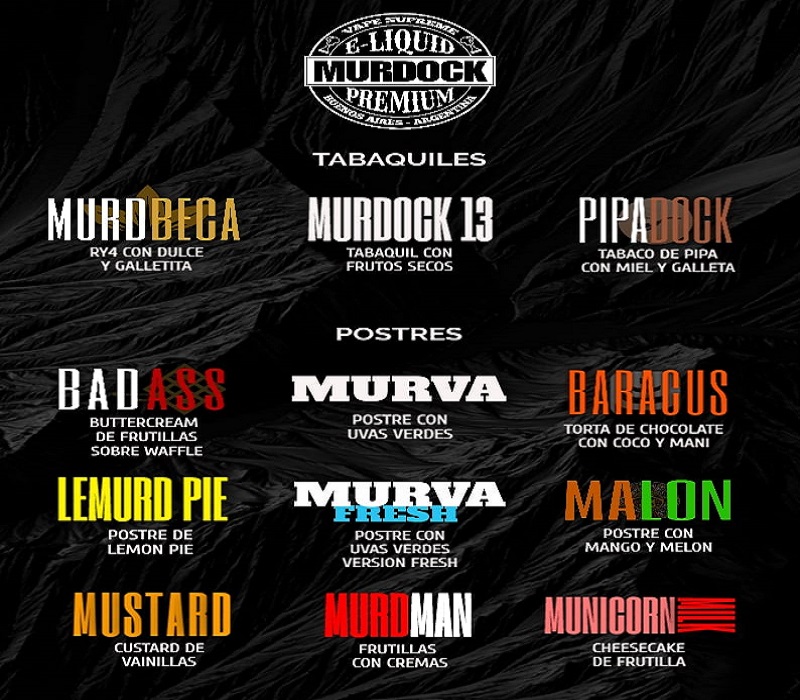 VAPE SUPREME
E-LIQUID
MURDOCK
PREMIUM
BUENOS AIRES - ARGENTINA
TABAQUILES
MURDBECA
RY4 CON DULCE
Y GALLETITA
MURDOCK 13
TABAQUIL CON
FRUTOS SECOS
PIPADOCK
TABACO DE PIPA
CON MIEL Y GALLETA
POSTRES
BADASS
BUTTERCREAM
DE FRUTILLAS
SOBRE WAFFLE
MURVA
POSTRE CON
UVAS VERDES
BARACUS
TORTA DE CHOCOLATE
CON COCO Y MANI
LEMURD PIE
POSTRE DE
LEMON PIE
MURVA
FRESH
POSTRE CON
UVAS VERDES
VERSION FRESH
MALON
POSTRE CON
MANGO Y MELON
MUSTARD
CUSTARD DE
VAINILLAS
MURDMAN
FRUTILLAS
CON CREMAS
MUNICORN MILK
CHEESECAKE
DE FRUTILLA